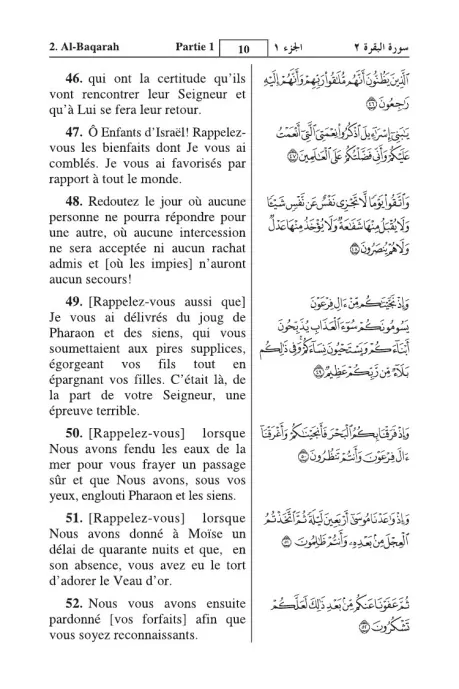 2. Al-Baqarah Partie 1 10 الجزء ١ سورة البقرة ٢
46. qui ont la certitude qu'ils
vont rencontrer leur Seigneur et
qu'à Lui se fera leur retour.
47. Ô Enfants d'Israël! Rappelez-
vous les bienfaits dont Je vous ai
comblés. Je vous ai favorisés par
rapport à tout le monde.
48. Redoutez le jour où aucune
personne ne pourra répondre pour
une autre, où aucune intercession
ne sera acceptée ni aucun rachat
admis et [où les impies] n'auront
aucun secours!
49. [Rappelez-vous aussi que]
Je vous ai délivrés du joug de
Pharaon et des siens, qui vous
soumettaient aux pires supplices,
égorgeant vos fils tout en
épargnant vos filles. C'était là, de
la part de votre Seigneur, une
épreuve terrible.
50. [Rappelez-vous] lorsque
Nous avons fendu les eaux de la
mer pour vous frayer un passage
sûr et que Nous avons, sous vos
yeux, englouti Pharaon et les siens.
51. [Rappelez-vous] lorsque
Nous avons donné à Moïse un
délai de quarante nuits et que, en
son absence, vous avez eu le tort
d'adorer le Veau d'or.
52. Nous vous avons ensuite
pardonné [vos forfaits] afin que
vous soyez reconnaissants.
ٱلَّذِينَ يَظُنُّونَ أَنَّهُم مُّلَٰقُوا۟ رَبِّهِمْ وَأَنَّهُمْ إِلَيْهِ
رَٰجِعُونَ ٤٦
يَٰبَنِىٓ إِسْرَٰٓءِيلَ ٱذْكُرُوا۟ نِعْمَتِىَ ٱلَّتِىٓ أَنْعَمْتُ
عَلَيْكُمْ وَأَنِّى فَضَّلْتُكُمْ عَلَى ٱلْعَٰلَمِينَ ٤٧
وَٱتَّقُوا۟ يَوْمًا لَّا تَجْزِى نَفْسٌ عَن نَّفْسٍ شَيْـًٔا
وَلَا يُقْبَلُ مِنْهَا شَفَٰعَةٌ وَلَا يُؤْخَذُ مِنْهَا عَدْلٌ
وَلَا هُمْ يُنصَرُونَ ٤٨
وَإِذْ نَجَّيْنَٰكُم مِّنْ ءَالِ فِرْعَوْنَ
يَسُومُونَكُمْ سُوٓءَ ٱلْعَذَابِ يُذَبِّحُونَ
أَبْنَآءَكُمْ وَيَسْتَحْيُونَ نِسَآءَكُمْ وَفِى ذَٰلِكُم
بَلَآءٌ مِّن رَّبِّكُمْ عَظِيمٌ ٤٩
وَإِذْ فَرَقْنَا بِكُمُ ٱلْبَحْرَ فَأَنجَيْنَٰكُمْ وَأَغْرَقْنَآ
ءَالَ فِرْعَوْنَ وَأَنتُمْ تَنظُرُونَ ٥٠
وَإِذْ وَٰعَدْنَا مُوسَىٰٓ أَرْبَعِينَ لَيْلَةً ثُمَّ ٱتَّخَذْتُمُ
ٱلْعِجْلَ مِنۢ بَعْدِهِۦ وَأَنتُمْ ظَٰلِمُونَ ٥١
ثُمَّ عَفَوْنَا عَنكُم مِّنۢ بَعْدِ ذَٰلِكَ لَعَلَّكُمْ
تَشْكُرُونَ ٥٢